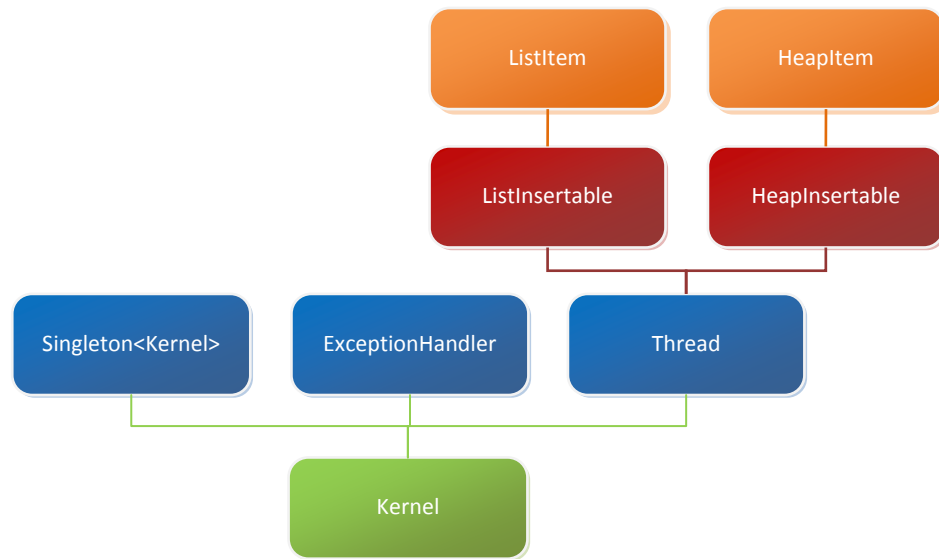 ListItem
HeapItem
ListInsertable
HeapInsertable
Singleton<Kernel>
ExceptionHandler
Thread
Kernel